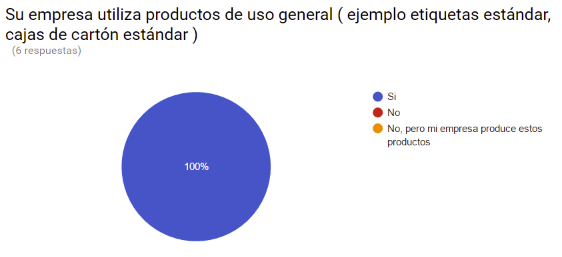 Su empresa utiliza productos de uso general ( ejemplo etiquetas estándar,
cajas de cartón estándar )
(6 respuestas)
100%
Si
No
No, pero mi empresa produce estos
productos